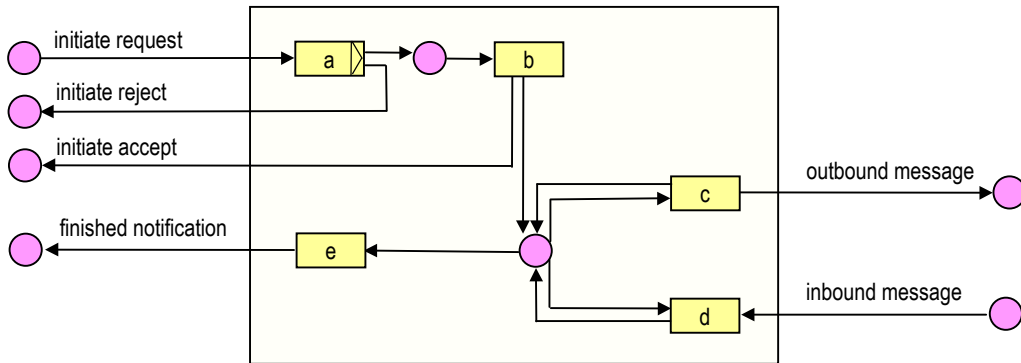 initiate request
a
b
initiate reject
initiate accept
outbound message
c
finished notification
e
inbound message
d